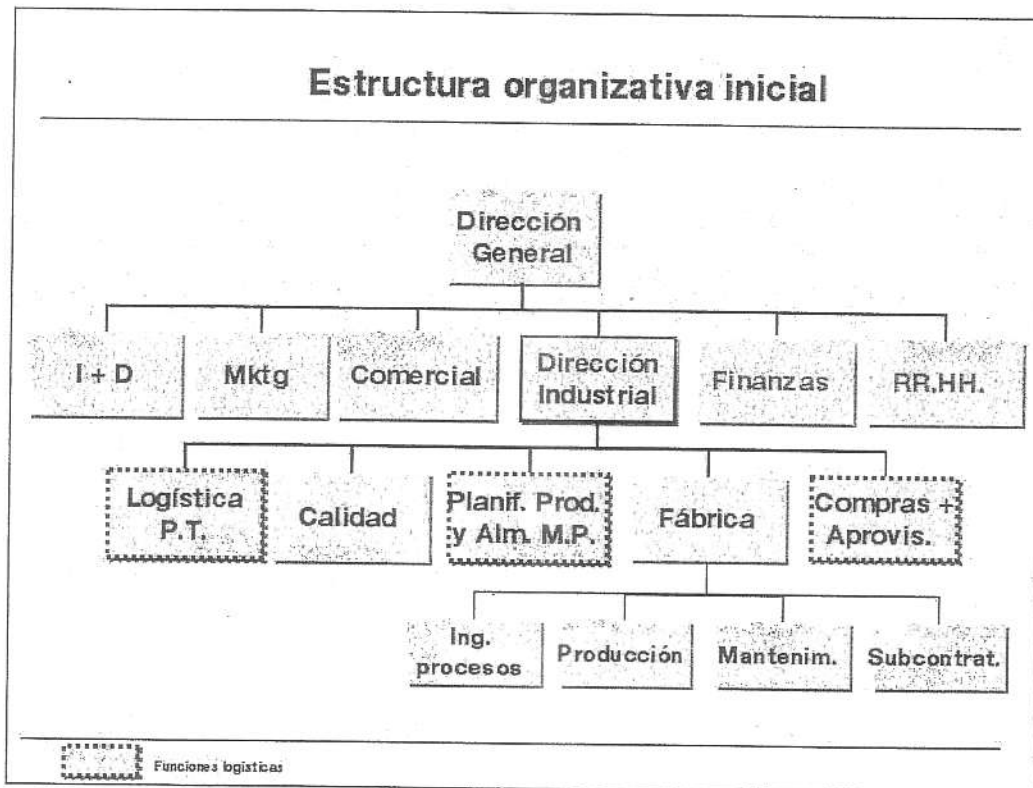 Estructura organizativa inicial
Dirección
General
I + D
Mktg
Comercial
Dirección
Industrial
Finanzas
RR.HH.
Logística
P.T.
Calidad
Planif. Prod.
y Alm. M.P.
Fábrica
Compras +
Aprovis.
Ing.
procesos
Producción
Mantenim.
Subcontrat.
Funciones logísticas